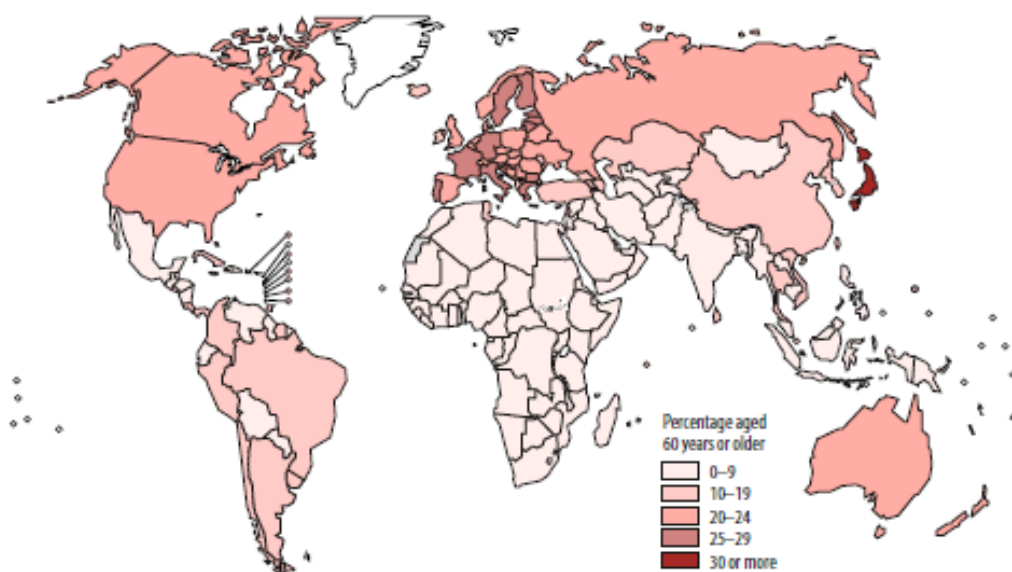 Percentage aged
60 years or older
0–9
10–19
20–24
25–29
30 or more